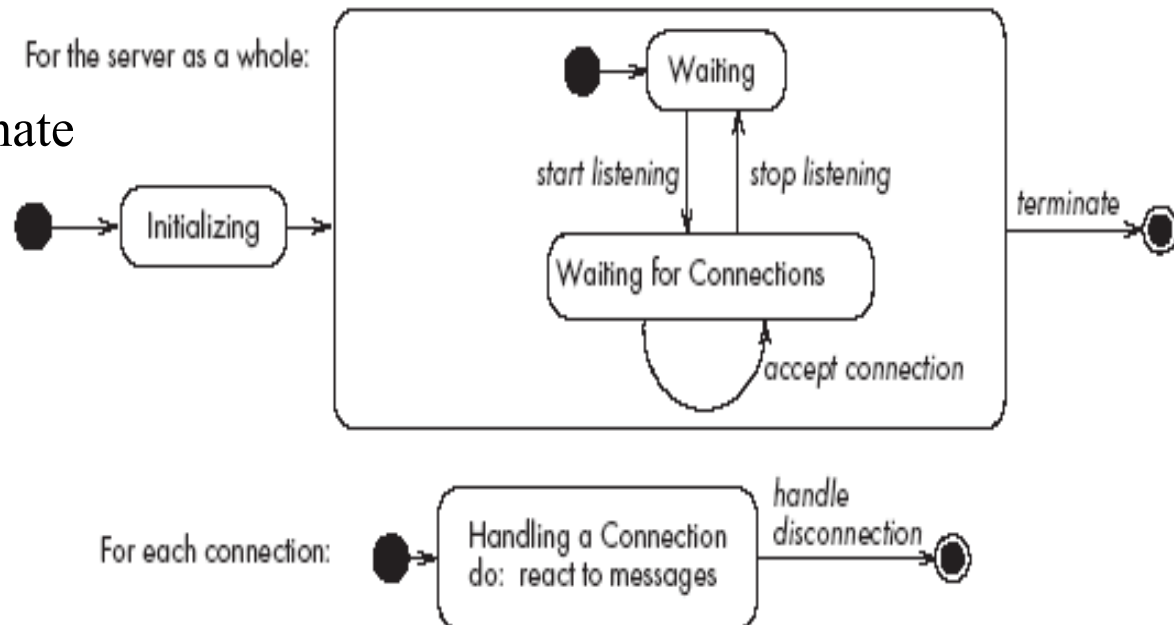 For the server as a whole:
Waiting
start listening
stop listening
Initializing
terminate
Waiting for Connections
accept connection
For each connection:
Handling a Connection
do: react to messages
handle
disconnection